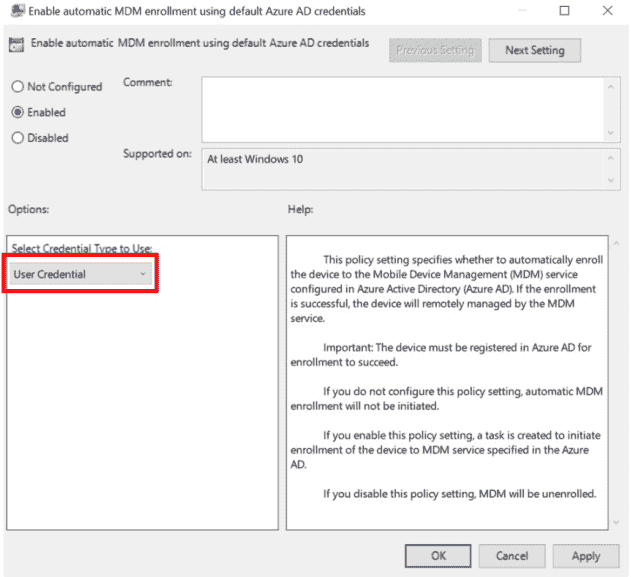 Enable automatic MDM enrollment using default Azure AD credentials
Enable automatic MDM enrollment using default Azure AD credentials
Previous Setting
Next Setting
Not Configured
Comment:
Enabled
Disabled
Supported on:
At least Windows 10
Options:
Help:
Select Credential Type to Use:
User Credential
This policy setting specifies whether to automatically enroll
the device to the Mobile Device Management (MDM) service
configured in Azure Active Directory (Azure AD). If the enrollment
is successful, the device will remotely managed by the MDM
service.
Important: The device must be registered in Azure AD for
enrollment to succeed.
If you do not configure this policy setting, automatic MDM
enrollment will not be initiated.
If you enable this policy setting, a task is created to initiate
enrollment of the device to MDM service specified in the Azure
AD.
If you disable this policy setting, MDM will be unenrolled.
OK
Cancel
Apply